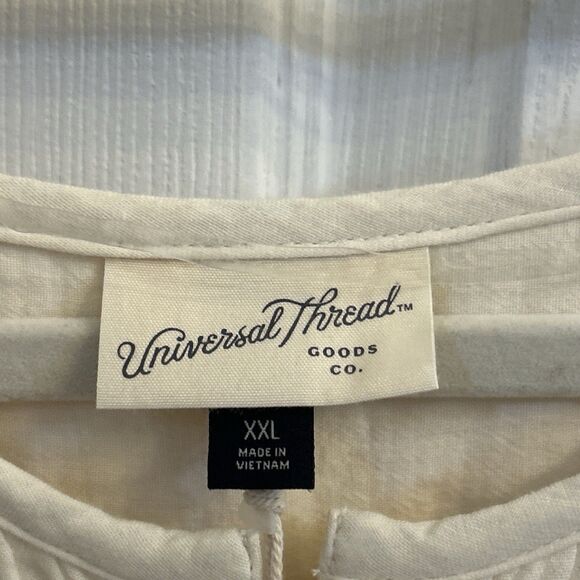 Universal Thread™
GOODS
CO.
XXL
MADE IN
VIETNAM